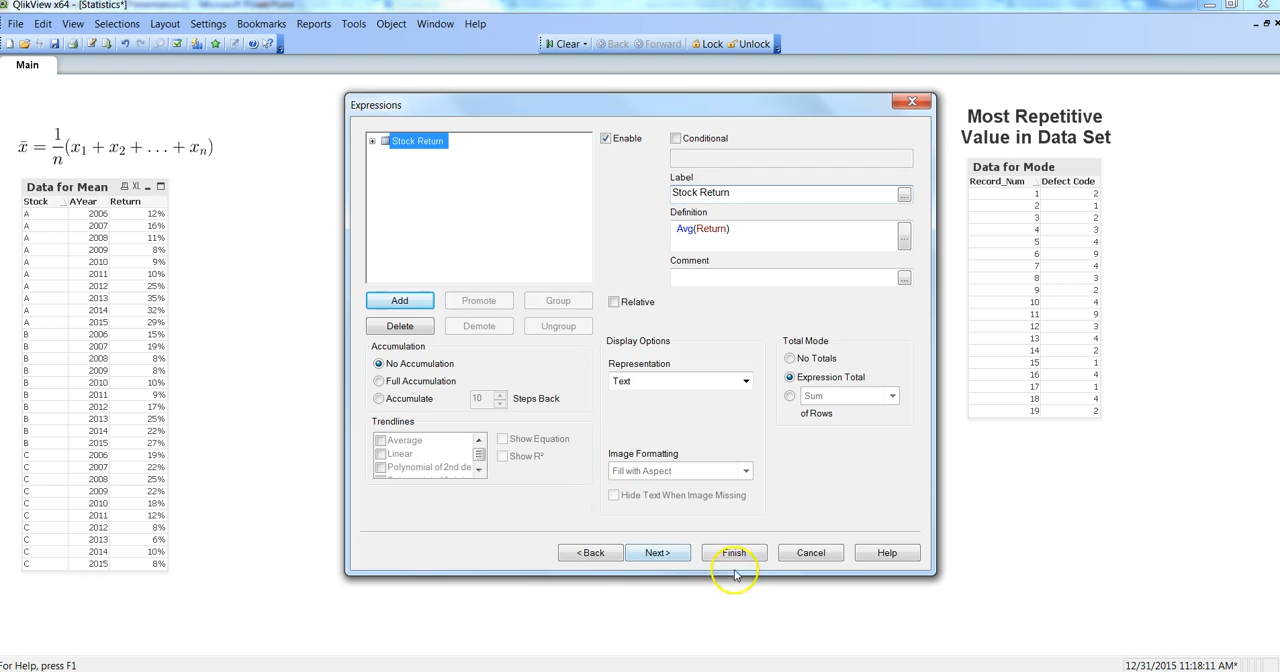 QlikView x64 - [Statistics*]
File Edit View Selections Layout Settings Bookmarks Reports Tools Object Window Help
Clear Back Forward Lock Unlock
Main
x̄ = 1/n (x₁ + x₂ + . . . + xₙ)
Data for Mean XL
Stock AYear Return
A 2006 12%
A 2007 16%
A 2008 11%
A 2009 8%
A 2010 9%
A 2011 10%
A 2012 25%
A 2013 35%
A 2014 32%
A 2015 29%
B 2006 15%
B 2007 19%
B 2008 8%
B 2009 8%
B 2010 10%
B 2011 9%
B 2012 17%
B 2013 25%
B 2014 22%
B 2015 27%
C 2006 19%
C 2007 22%
C 2008 25%
C 2009 22%
C 2010 18%
C 2011 12%
C 2012 8%
C 2013 6%
C 2014 10%
C 2015 8%
Expressions
Stock Return
Enable
Conditional
Label
Stock Return
Definition
Avg(Return)
Comment
Add Promote Group
Delete Demote Ungroup
Relative
Accumulation
No Accumulation
Full Accumulation
Accumulate 10 Steps Back
Trendlines
Average
Linear
Polynomial of 2nd de
Show Equation
Show R²
Display Options
Representation
Text
Image Formatting
Fill with Aspect
Hide Text When Image Missing
Total Mode
No Totals
Expression Total
Sum
of Rows
< Back Next > Finish Cancel Help
Most Repetitive
Value in Data Set
Data for Mode
Record_Num Defect Code
1 2
2 1
3 2
4 3
5 4
6 9
7 4
8 3
9 2
10 4
11 9
12 3
13 4
14 2
15 1
16 4
17 1
18 4
19 2
For Help, press F1
12/31/2015 11:18:11 AM*